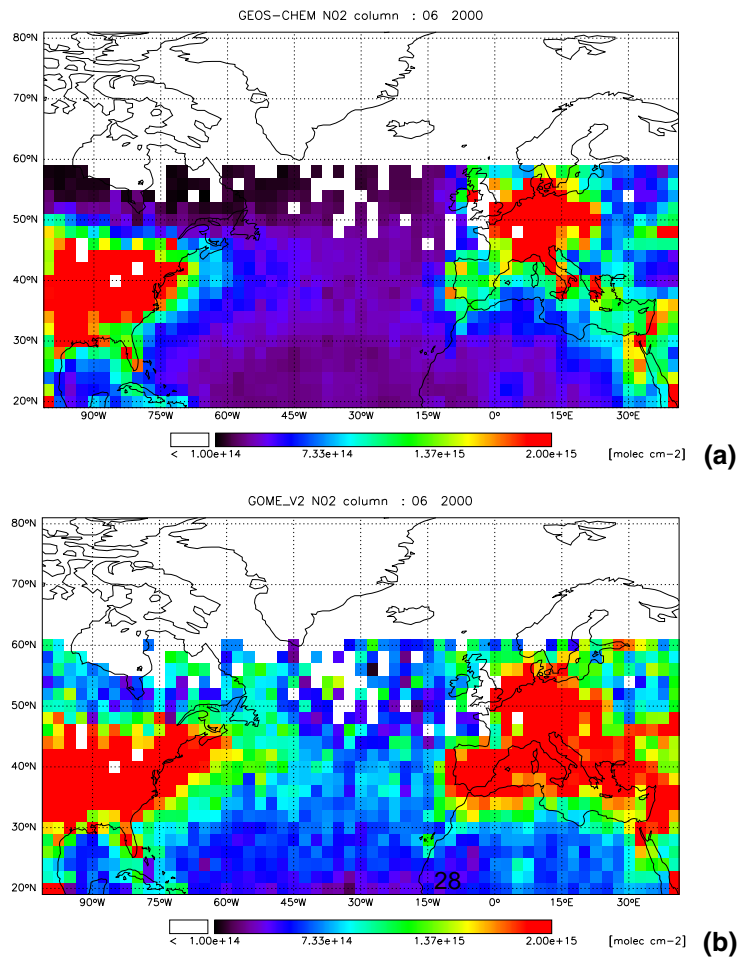 GEOS-CHEM NO2 column : 06 2000
80°N
70°N
60°N
50°N
40°N
30°N
20°N
90°W 75°W 60°W 45°W 30°W 15°W 0°E 15°E 30°E
< 1.00e+14 7.33e+14 1.37e+15 2.00e+15 [molec cm-2] (a)
GOME_V2 NO2 column : 06 2000
80°N
70°N
60°N
50°N
40°N
30°N
20°N
28
90°W 75°W 60°W 45°W 30°W 15°W 0°E 15°E 30°E
< 1.00e+14 7.33e+14 1.37e+15 2.00e+15 [molec cm-2] (b)